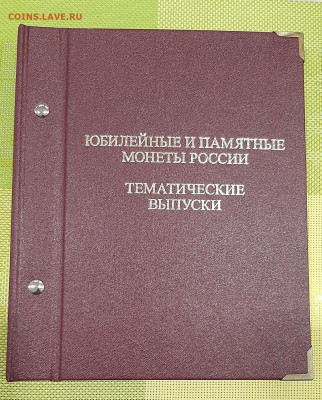 COINS.LAVE.RU
ЮБИЛЕЙНЫЕ И ПАМЯТНЫЕ
МОНЕТЫ РОССИИ
ТЕМАТИЧЕСКИЕ
ВЫПУСКИ